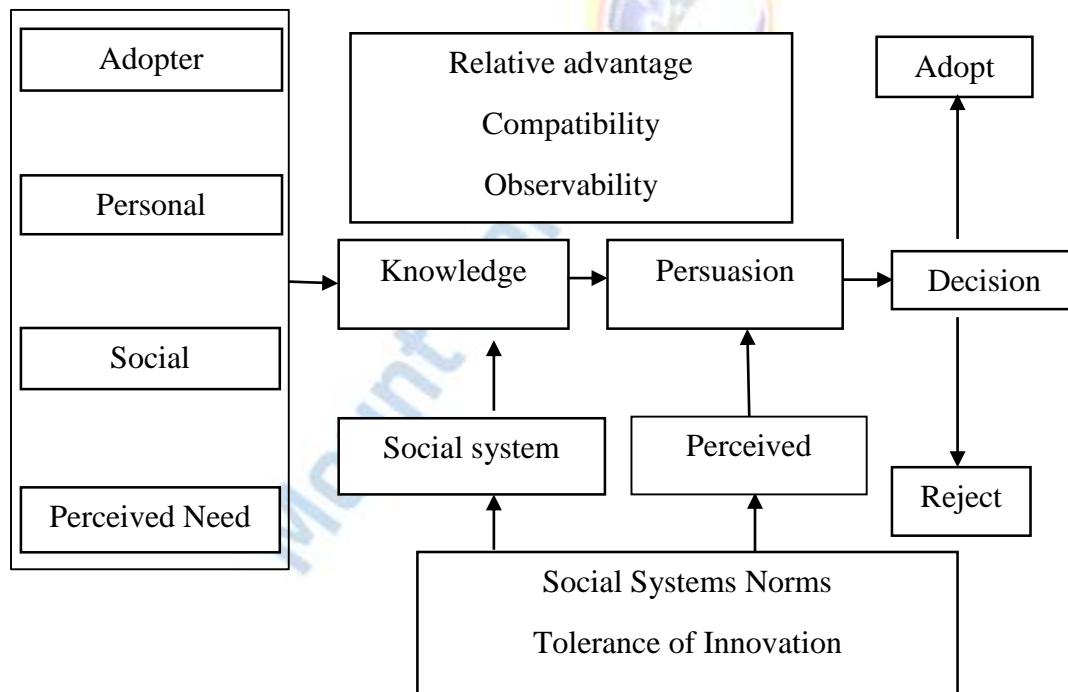 Adopter
Personal
Social
Perceived Need
Relative advantage
Compatibility
Observability
Knowledge
Persuasion
Social system
Perceived
Social Systems Norms
Tolerance of Innovation
Adopt
Decision
Reject
Mount